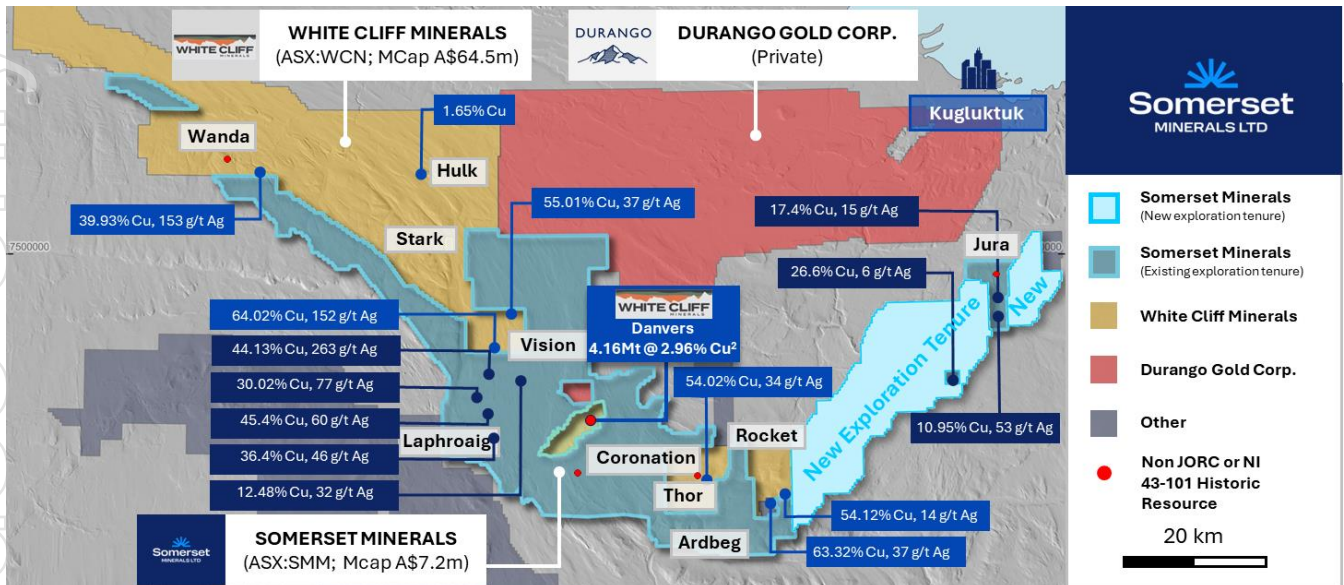 WHITE CLIFF
MINERALS
WHITE CLIFF MINERALS
(ASX:WCN; MCap A$64.5m)
DURANGO
DURANGO GOLD CORP.
(Private)
Kugluktuk
Wanda
1.65% Cu
Hulk
39.93% Cu, 153 g/t Ag
55.01% Cu, 37 g/t Ag
17.4% Cu, 15 g/t Ag
Stark
Jura
7500000
26.6% Cu, 6 g/t Ag
New
64.02% Cu, 152 g/t Ag
44.13% Cu, 263 g/t Ag
30.02% Cu, 77 g/t Ag
45.4% Cu, 60 g/t Ag
36.4% Cu, 46 g/t Ag
12.48% Cu, 32 g/t Ag
Vision
WHITE CLIFF
MINERALS
Danvers
4.16Mt @ 2.96% Cu²
54.02% Cu, 34 g/t Ag
New Exploration Tenure
10.95% Cu, 53 g/t Ag
Laphroaig
Rocket
Coronation
Thor
Ardbeg
54.12% Cu, 14 g/t Ag
63.32% Cu, 37 g/t Ag
Somerset
MINERALS LTD
SOMERSET MINERALS
(ASX:SMM; Mcap A$7.2m)
Somerset
MINERALS LTD
Somerset Minerals
(New exploration tenure)
Somerset Minerals
(Existing exploration tenure)
White Cliff Minerals
Durango Gold Corp.
Other
Non JORC or NI
43-101 Historic
Resource
20 km